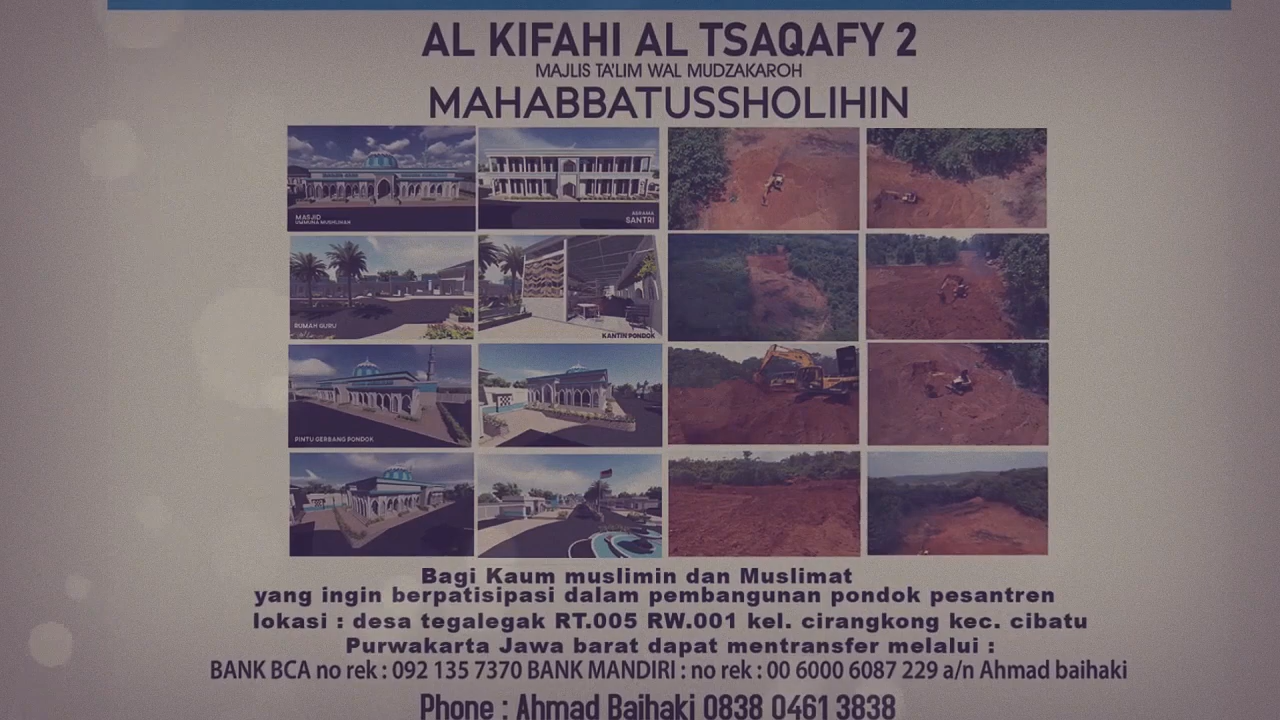 AL KIFAHI AL TSAQAFY 2
MAJLIS TA'LIM WAL MUDZAKAROH
MAHABBATUSSHOLIHIN
MASJID
UMMUNA MUSHLIHAH
ASRAMA
SANTRI
RUMAH GURU
KANTIN PONDOK
PINTU GERBANG PONDOK
Bagi Kaum muslimin dan Muslimat
yang ingin berpatisipasi dalam pembangunan pondok pesantren
lokasi : desa tegalegak RT.005 RW.001 kel. cirangkong kec. cibatu
Purwakarta Jawa barat dapat mentransfer melalui :
BANK BCA no rek : 092 135 7370 BANK MANDIRI : no rek : 00 6000 6087 229 a/n Ahmad baihaki
Phone : Ahmad Baihaki 0838 0461 3838